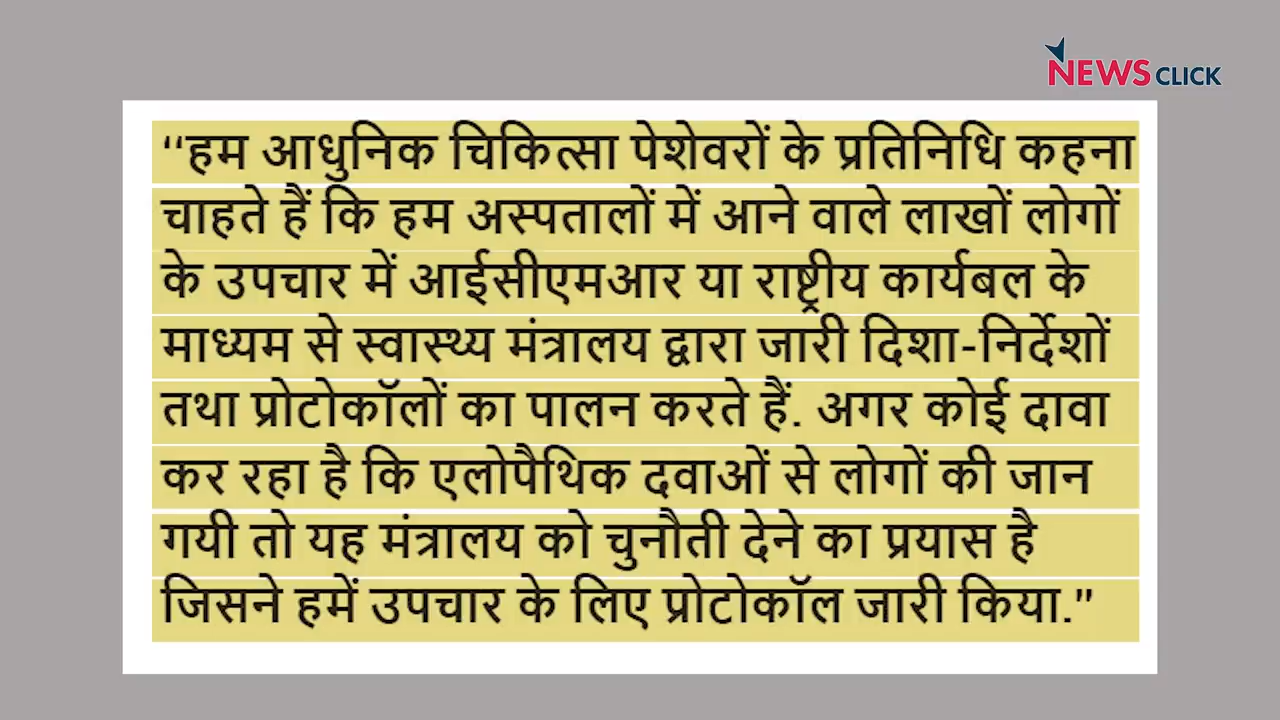 NEWSCLICK
‘‘हम आधुनिक चिकित्सा पेशेवरों के प्रतिनिधि कहना
चाहते हैं कि हम अस्पतालों में आने वाले लाखों लोगों
के उपचार में आईसीएमआर या राष्ट्रीय कार्यबल के
माध्यम से स्वास्थ्य मंत्रालय द्वारा जारी दिशा-निर्देशों
तथा प्रोटोकॉलों का पालन करते हैं. अगर कोई दावा
कर रहा है कि एलोपैथिक दवाओं से लोगों की जान
गयी तो यह मंत्रालय को चुनौती देने का प्रयास है
जिसने हमें उपचार के लिए प्रोटोकॉल जारी किया.’’